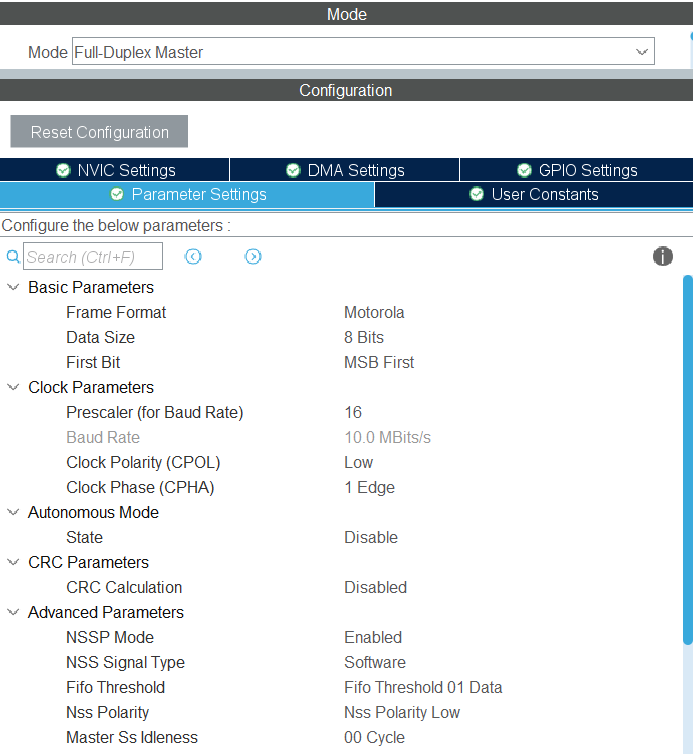 Mode
Mode Full-Duplex Master
Configuration
Reset Configuration
NVIC Settings DMA Settings GPIO Settings
Parameter Settings User Constants
Configure the below parameters :
Search (Ctrl+F)
Basic Parameters
Frame Format Motorola
Data Size 8 Bits
First Bit MSB First
Clock Parameters
Prescaler (for Baud Rate) 16
Baud Rate 10.0 MBits/s
Clock Polarity (CPOL) Low
Clock Phase (CPHA) 1 Edge
Autonomous Mode
State Disable
CRC Parameters
CRC Calculation Disabled
Advanced Parameters
NSSP Mode Enabled
NSS Signal Type Software
Fifo Threshold Fifo Threshold 01 Data
Nss Polarity Nss Polarity Low
Master Ss Idleness 00 Cycle